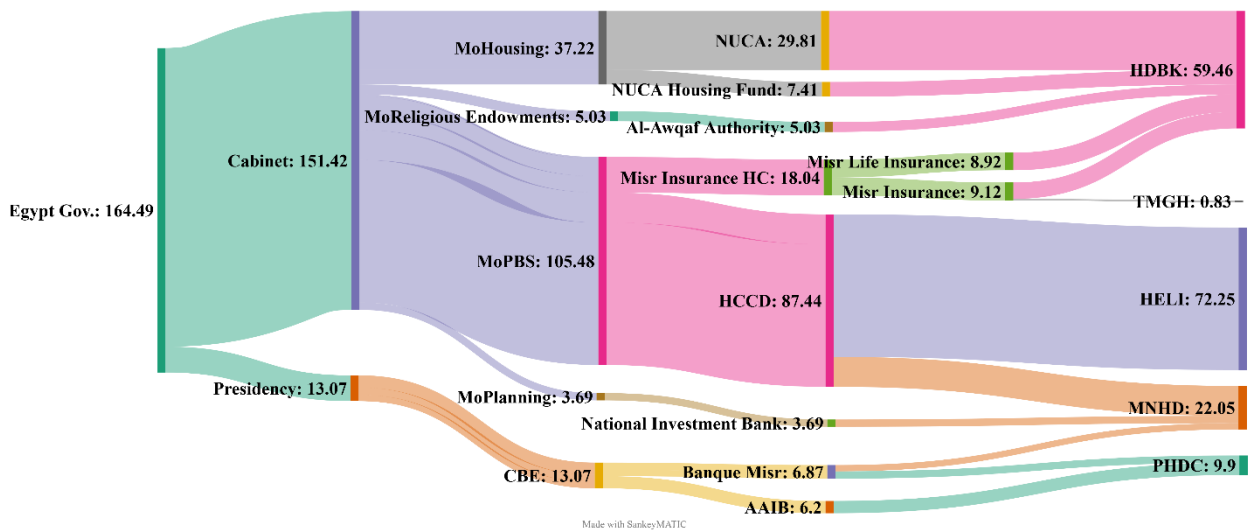 Egypt Gov.: 164.49
Cabinet: 151.42
Presidency: 13.07
MoHousing: 37.22
MoReligious Endowments: 5.03
MoPBS: 105.48
MoPlanning: 3.69
CBE: 13.07
NUCA: 29.81
NUCA Housing Fund: 7.41
Al-Awqaf Authority: 5.03
Misr Insurance HC: 18.04
HCCD: 87.44
National Investment Bank: 3.69
Banque Misr: 6.87
AAIB: 6.2
Misr Life Insurance: 8.92
Misr Insurance: 9.12
HDBK: 59.46
TMGH: 0.83
HELI: 72.25
MNHD: 22.05
PHDC: 9.9
Made with SankeyMATIC